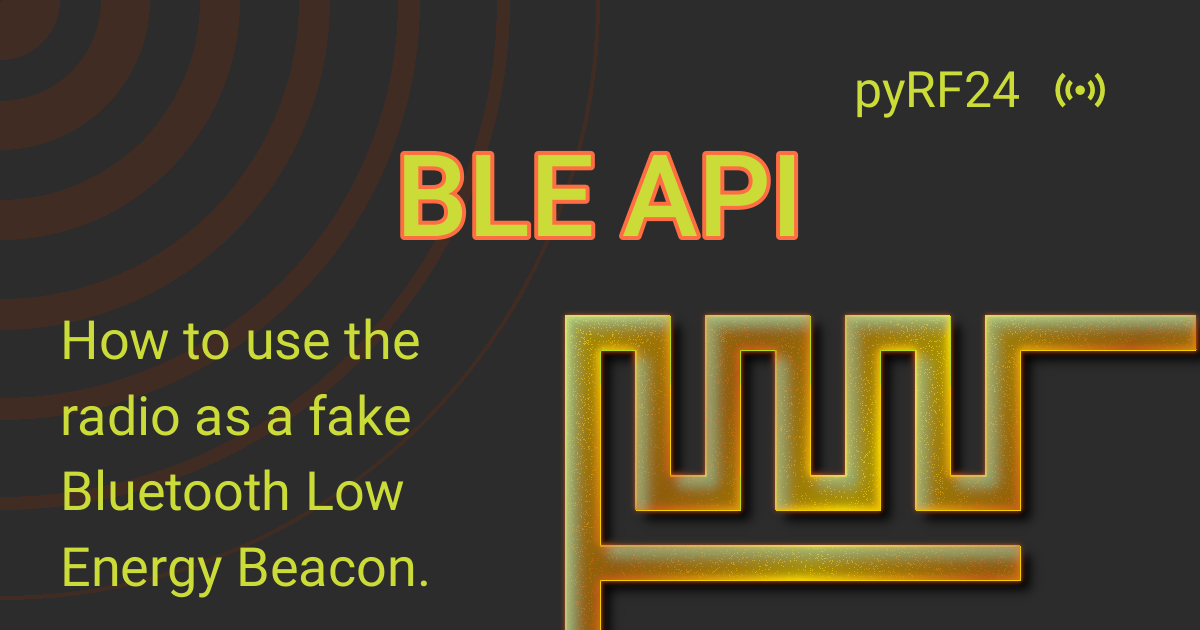 pyRF24
BLE API
How to use the
radio as a fake
Bluetooth Low
Energy Beacon.